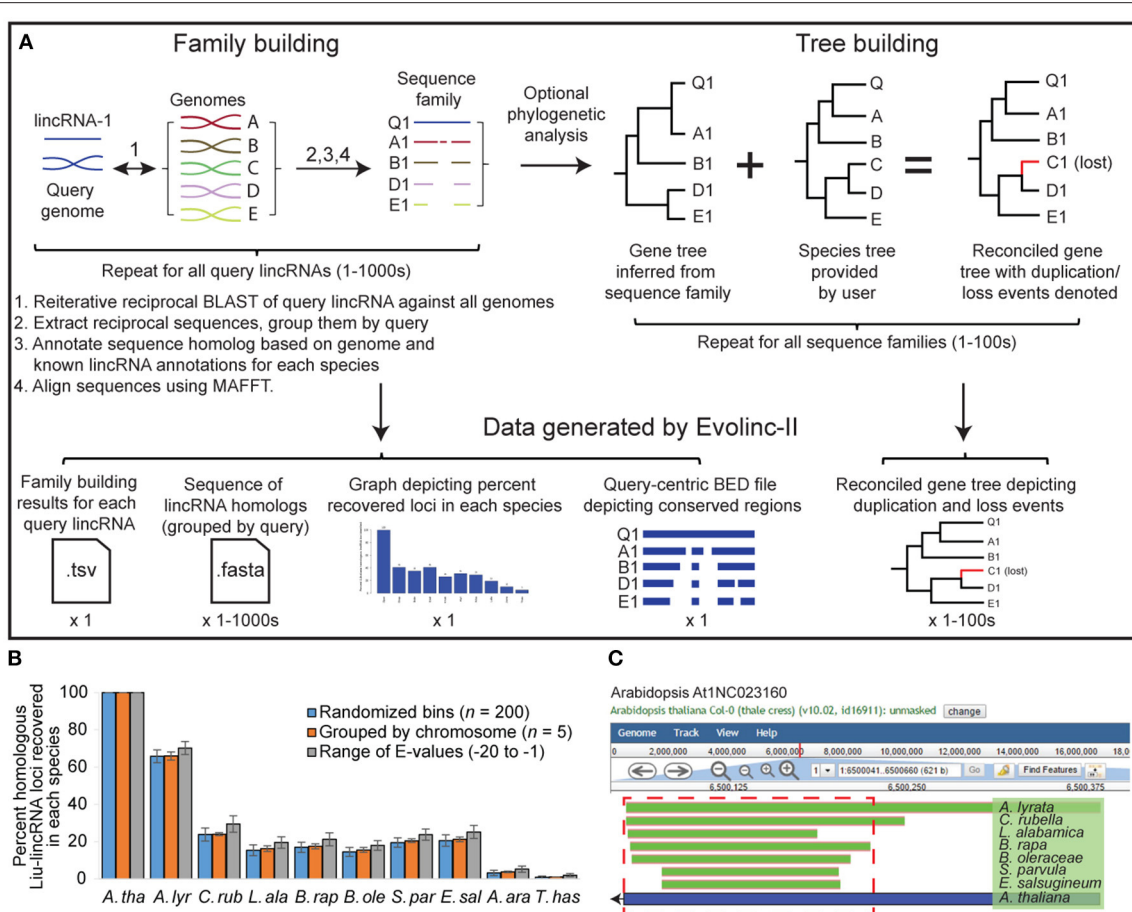 A
Family building
Tree building
lincRNA-1
Query
genome
1
Genomes
A
B
C
D
E
2,3,4
Sequence
family
Q1
A1
B1
D1
E1
Optional
phylogenetic
analysis
Q1
A1
B1
D1
E1
+
Q
A
B
C
D
E
=
Q1
A1
B1
C1 (lost)
D1
E1
Gene tree
inferred from
sequence family
Species tree
provided
by user
Reconciled gene
tree with duplication/
loss events denoted
Repeat for all query lincRNAs (1-1000s)
Repeat for all sequence families (1-100s)
1. Reiterative reciprocal BLAST of query lincRNA against all genomes
2. Extract reciprocal sequences, group them by query
3. Annotate sequence homolog based on genome and
known lincRNA annotations for each species
4. Align sequences using MAFFT.
Data generated by Evolinc-II
Family building
results for each
query lincRNA
.tsv
x 1
Sequence of
lincRNA homologs
(grouped by query)
.fasta
x 1-1000s
Graph depicting percent
recovered loci in each species
x 1
Query-centric BED file
depicting conserved regions
Q1
A1
B1
D1
E1
x 1
Reconciled gene tree depicting
duplication and loss events
Q1
A1
B1
C1 (lost)
D1
E1
x 1-100s
B
Percent homologous
Liu-lincRNA loci recovered
in each species
100
80
60
40
20
0
Randomized bins (n = 200)
Grouped by chromosome (n = 5)
Range of E-values (-20 to -1)
A. tha A. lyr C. rub L. ala B. rap B. ole S. par E. sal A. ara T. has
C
Arabidopsis At1NC023160
Arabidopsis thaliana Col-0 (thale cress) (v10.02, id16911): unmasked change
Genome Track View Help
0 2,000,000 4,000,000 6,000,000 8,000,000 10,000,000 12,000,000 14,000,000 16,000,000 18,0
1 1:6500041..6500660 (621 b) Go Find Features
6,500,125 6,500,250 6,500,375
A. lyrata
C. rubella
L. alabamica
B. rapa
B. oleraceae
S. parvula
E. salsugineum
A. thaliana